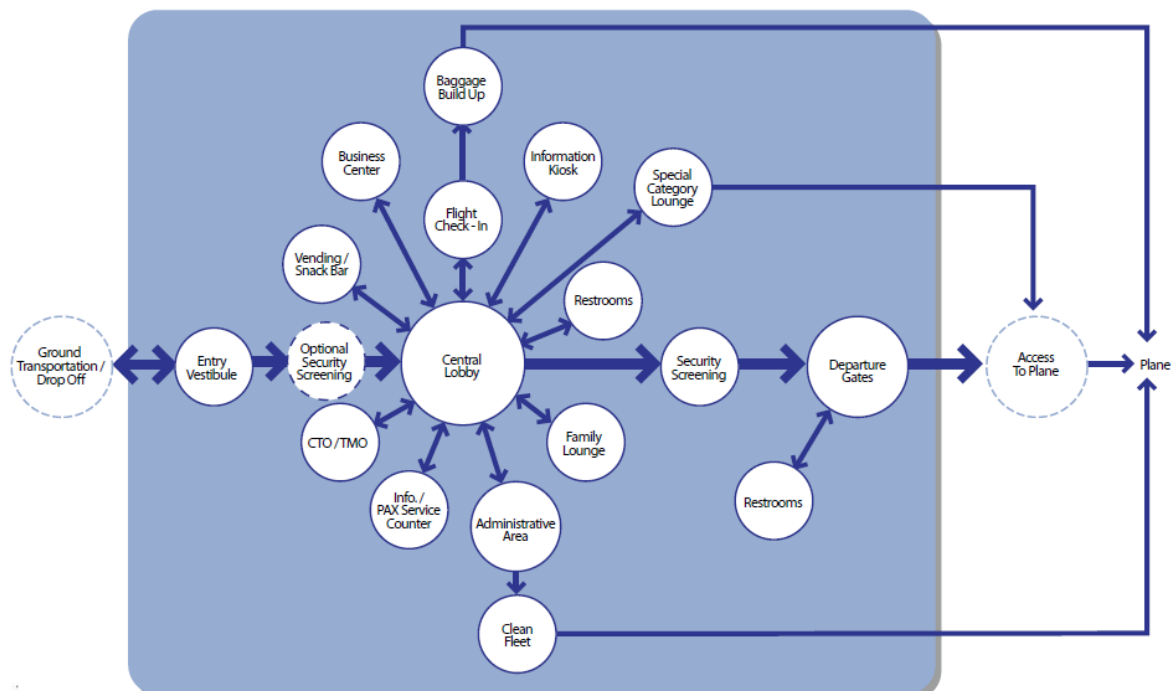 Baggage
Build Up
Business
Center
Information
Kiosk
Special
Category
Lounge
Flight
Check - In
Vending /
Snack Bar
Restrooms
Ground
Transportation /
Drop Off
Entry
Vestibule
Optional
Security
Screening
Central
Lobby
Security
Screening
Departure
Gates
Access
To Plane
Plane
CTO / TMO
Family
Lounge
Info. /
PAX Service
Counter
Administrative
Area
Restrooms
Clean
Fleet